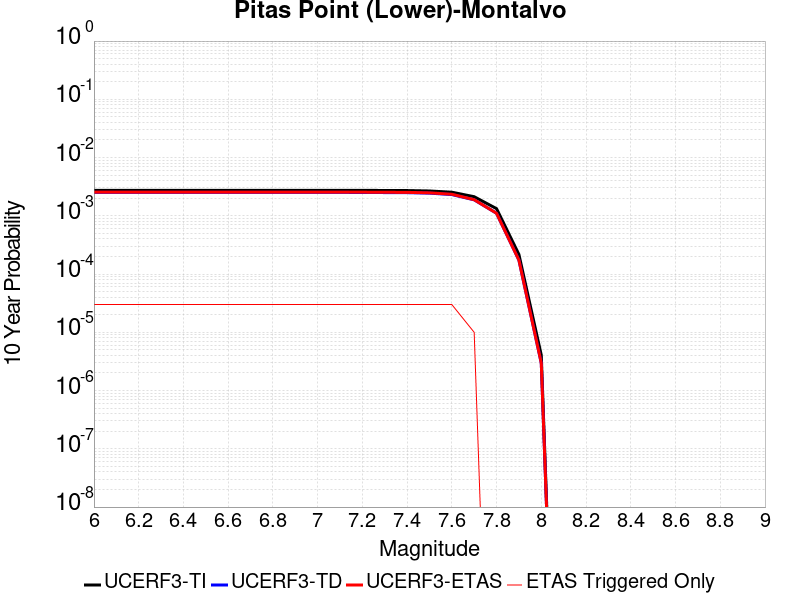 Pitas Point (Lower)-Montalvo
10 0
10 -1
10 -2
10 -3
10 -4
10 -5
10 -6
10 -7
10 -8
10 Year Probability
6 6.2 6.4 6.6 6.8 7 7.2 7.4 7.6 7.8 8 8.2 8.4 8.6 8.8 9
Magnitude
UCERF3-TI UCERF3-TD UCERF3-ETAS ETAS Triggered Only